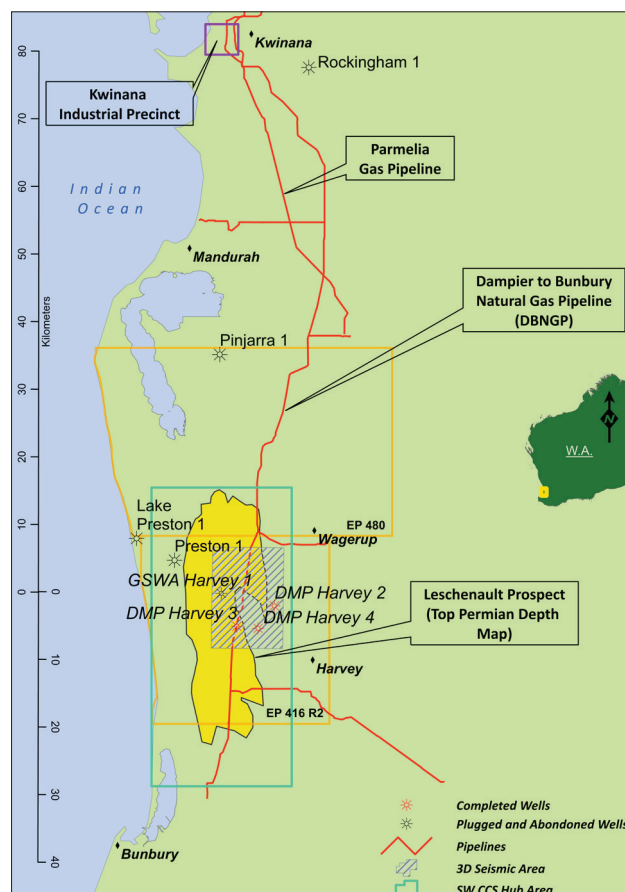 80
70
60
50
40
30
20
10
0
10
20
30
40
Kilometers
Kwinana
Rockingham 1
Kwinana
Industrial Precinct
Parmelia
Gas Pipeline
Indian
Ocean
Mandurah
Dampier to Bunbury
Natural Gas Pipeline
(DBNGP)
Pinjarra 1
N
W.A.
Lake
Preston 1
EP 480
Wagerup
Preston 1
GSWA Harvey 1
DMP Harvey 2
DMP Harvey 3
DMP Harvey 4
Leschenault Prospect
(Top Permian Depth
Map)
Harvey
EP 416 R2
Bunbury
Completed Wells
Plugged and Abondoned Wells
Pipelines
3D Seismic Area
SW CCS Hub Area